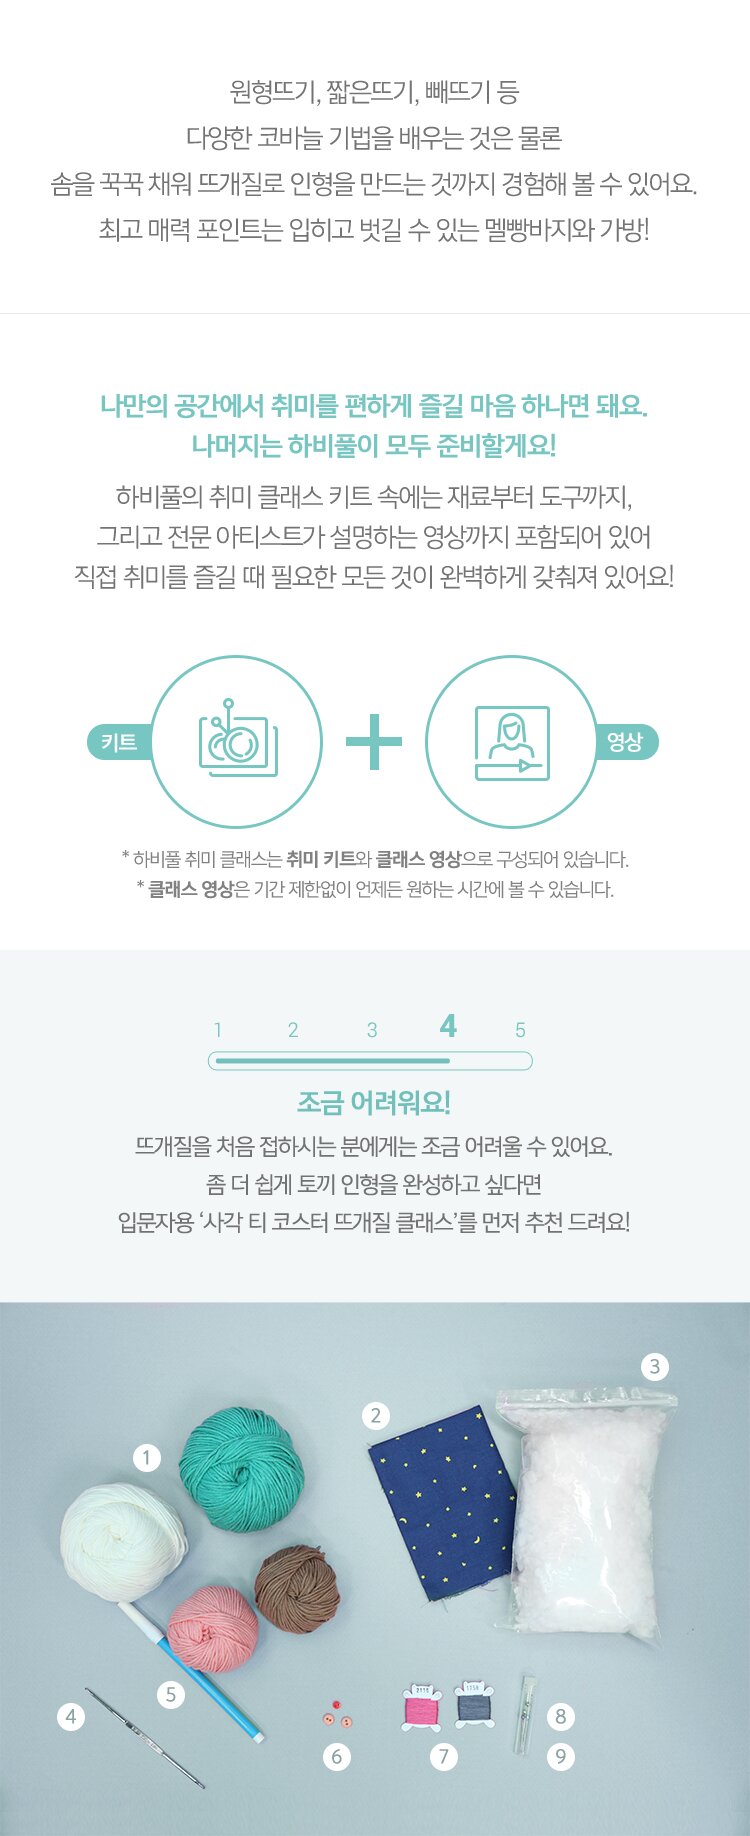 원형뜨기, 짧은뜨기, 빼뜨기 등
다양한 코바늘 기법을 배우는 것은 물론
솜을 꾹꾹 채워 뜨개질로 인형을 만드는 것까지 경험해 볼 수 있어요.
최고 매력 포인트는 입히고 벗길 수 있는 멜빵바지와 가방!
나만의 공간에서 취미를 편하게 즐길 마음 하나면 돼요.
나머지는 하비풀이 모두 준비할게요!
하비풀의 취미 클래스 키트 속에는 재료부터 도구까지,
그리고 전문 아티스트가 설명하는 영상까지 포함되어 있어
직접 취미를 즐길 때 필요한 모든 것이 완벽하게 갖춰져 있어요!
키트
영상
* 하비풀 취미 클래스는 취미 키트와 클래스 영상으로 구성되어 있습니다.
* 클래스 영상은 기간 제한없이 언제든 원하는 시간에 볼 수 있습니다.
1 2 3 4 5
조금 어려워요!
뜨개질을 처음 접하시는 분에게는 조금 어려울 수 있어요.
좀 더 쉽게 토끼 인형을 완성하고 싶다면
입문자용 ‘사각 티 코스터 뜨개질 클래스’를 먼저 추천 드려요!
3
2
1
5
4
8
6
7
9